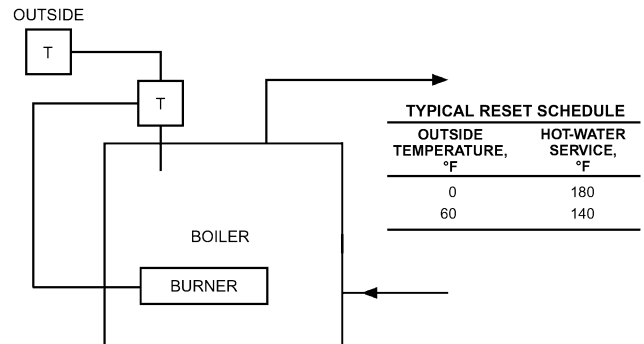 OUTSIDE
T
T
TYPICAL RESET SCHEDULE
OUTSIDE TEMPERATURE, °F
HOT-WATER SERVICE, °F
0 180
60 140
BOILER
BURNER